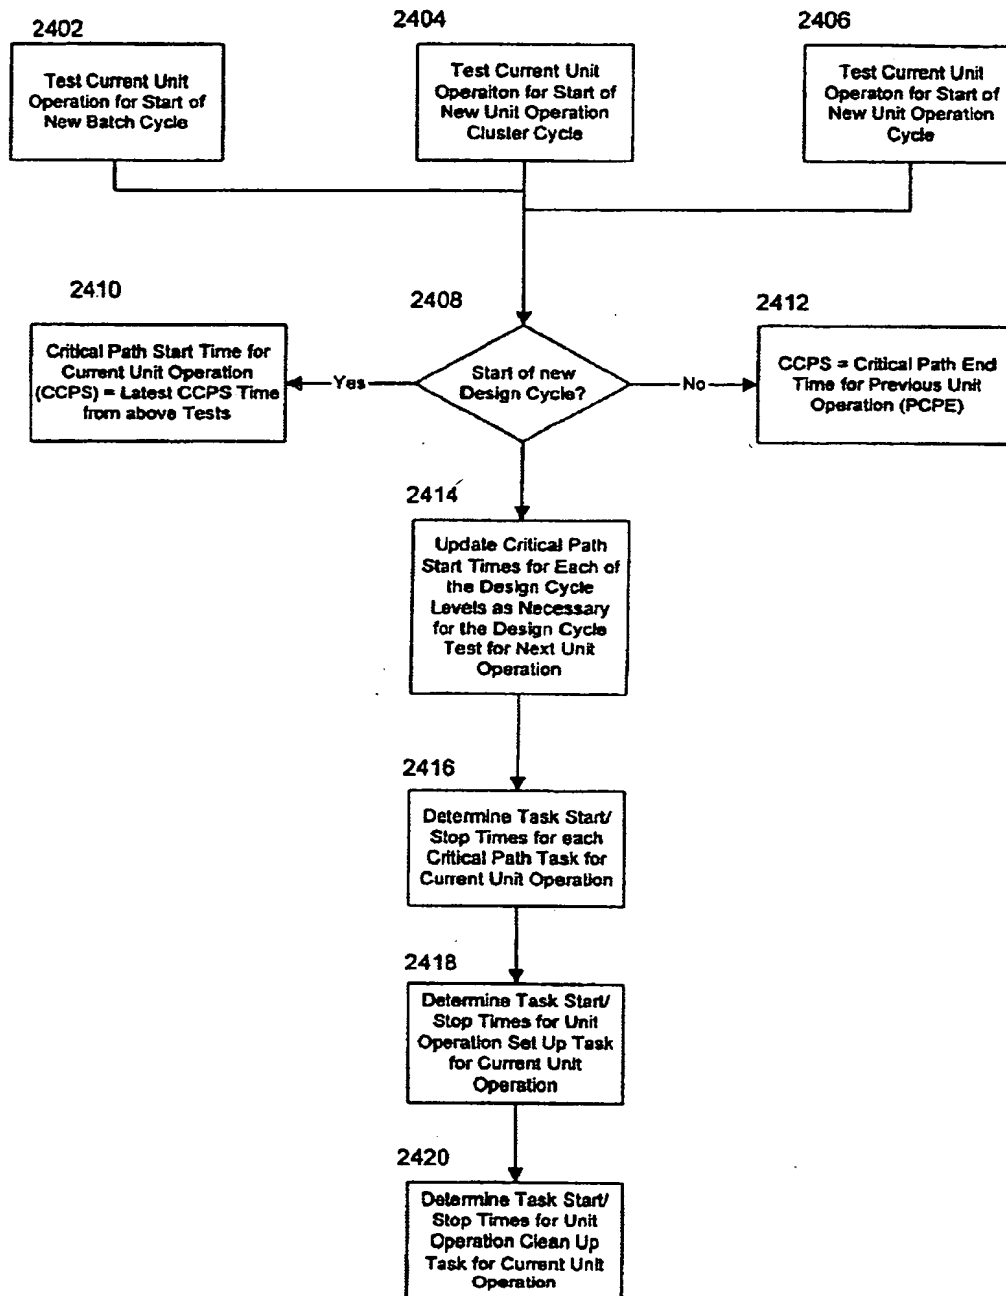 2402
Test Current Unit
Operation for Start of
New Batch Cycle
2404
Test Current Unit
Operaiton for Start of
New Unit Operation
Cluster Cycle
2406
Test Current Unit
Operaton for Start of
New Unit Operation
Cycle
2410
Critical Path Start Time for
Current Unit Operation
(CCPS) = Latest CCPS Time
from above Tests
Yes
2408
Start of new
Design Cycle?
No
2412
CCPS = Critical Path End
Time for Previous Unit
Operation (PCPE)
2414
Update Critical Path
Start Times for Each of
the Design Cycle
Levels as Necessary
for the Design Cycle
Test for Next Unit
Operation
2416
Determine Task Start/
Stop Times for each
Critical Path Task for
Current Unit Operation
2418
Determine Task Start/
Stop Times for Unit
Operation Set Up Task
for Current Unit
Operation
2420
Determine Task Start/
Stop Times for Unit
Operation Clean Up
Task for Current Unit
Operation